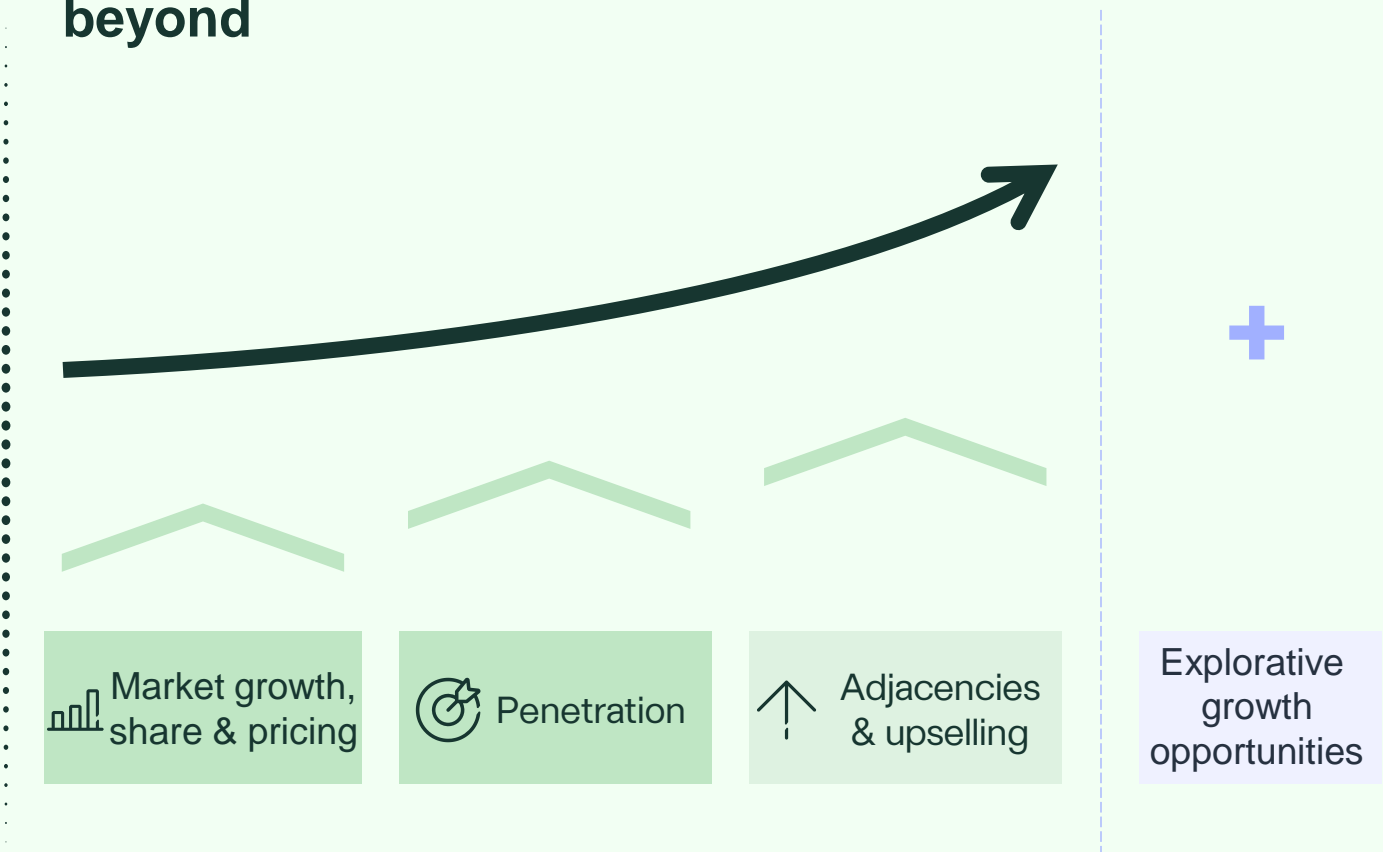 beyond
Market growth,
share & pricing
Penetration
Adjacencies
& upselling
Explorative
growth
opportunities